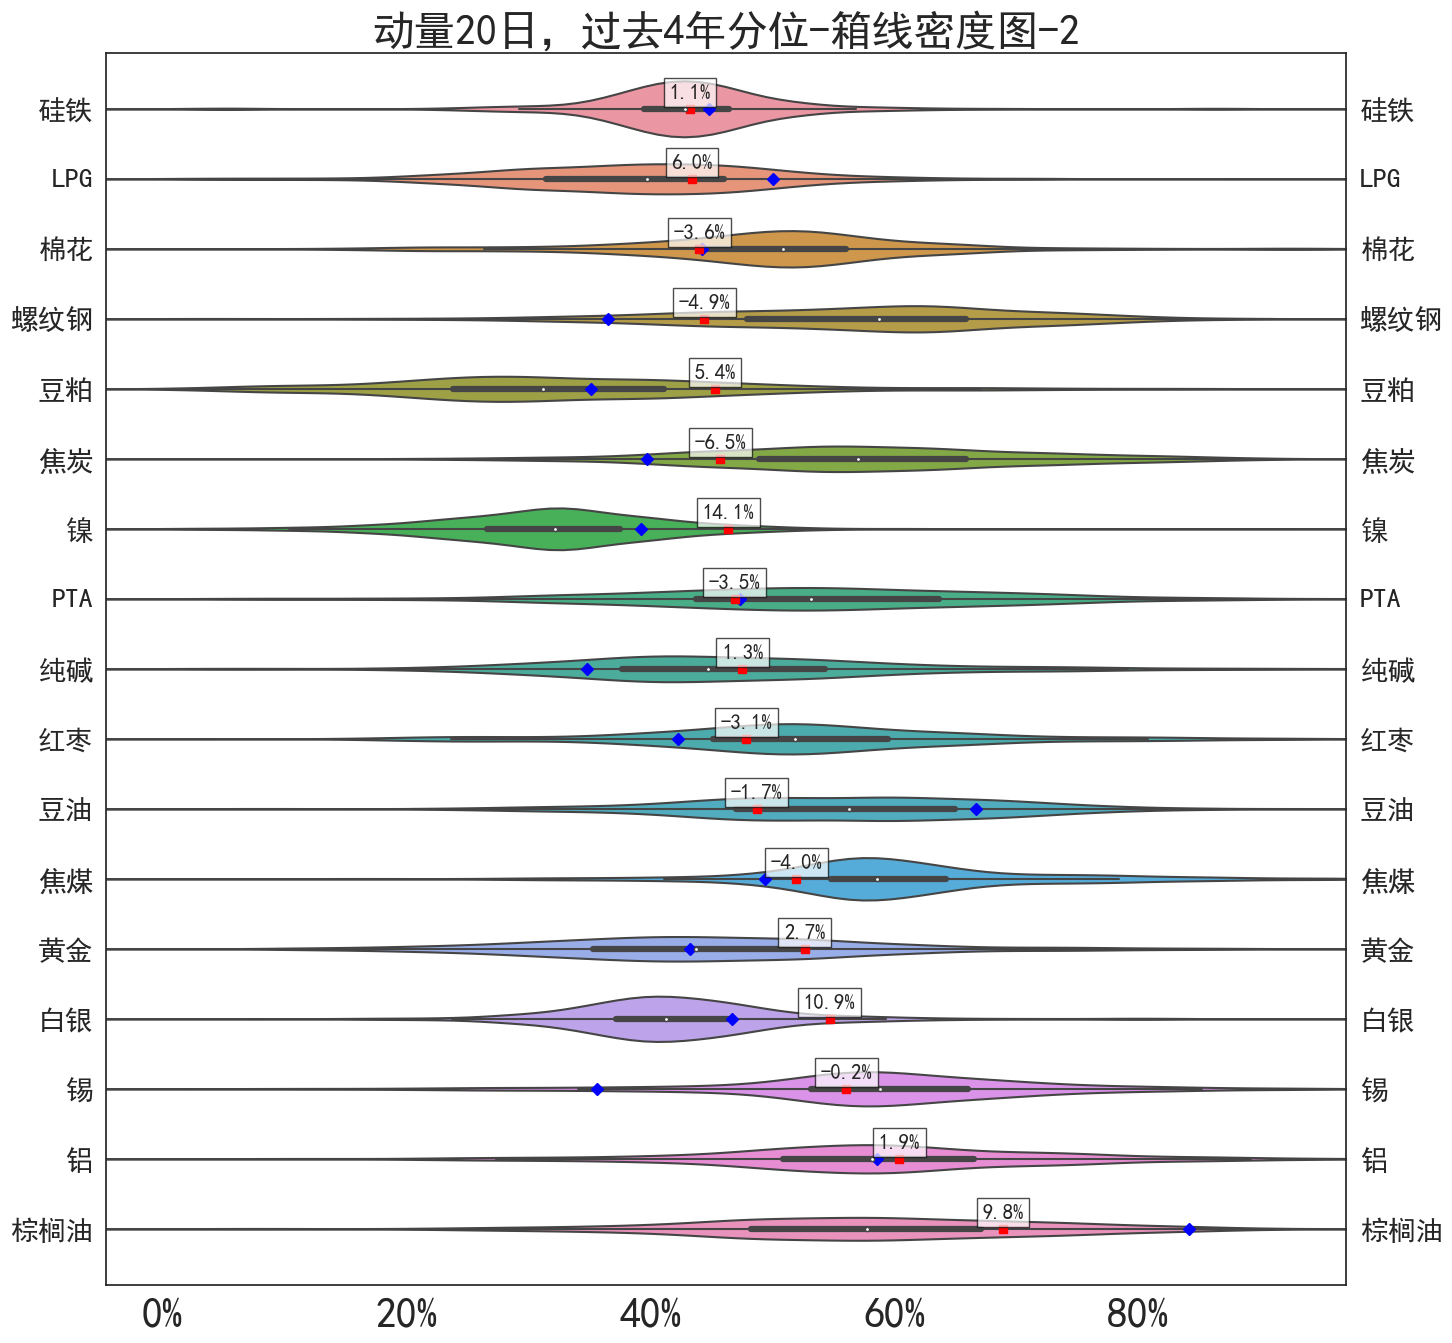 动量20日，过去4年分位-箱线密度图-2
硅铁 1.1% 硅铁
LPG 6.0% LPG
棉花 -3.6% 棉花
螺纹钢 -4.9% 螺纹钢
豆粕 5.4% 豆粕
焦炭 -6.5% 焦炭
镍 14.1% 镍
PTA -3.5% PTA
纯碱 1.3% 纯碱
红枣 -3.1% 红枣
豆油 -1.7% 豆油
焦煤 -4.0% 焦煤
黄金 2.7% 黄金
白银 10.9% 白银
锡 -0.2% 锡
铝 1.9% 铝
棕榈油 9.8% 棕榈油
0% 20% 40% 60% 80%